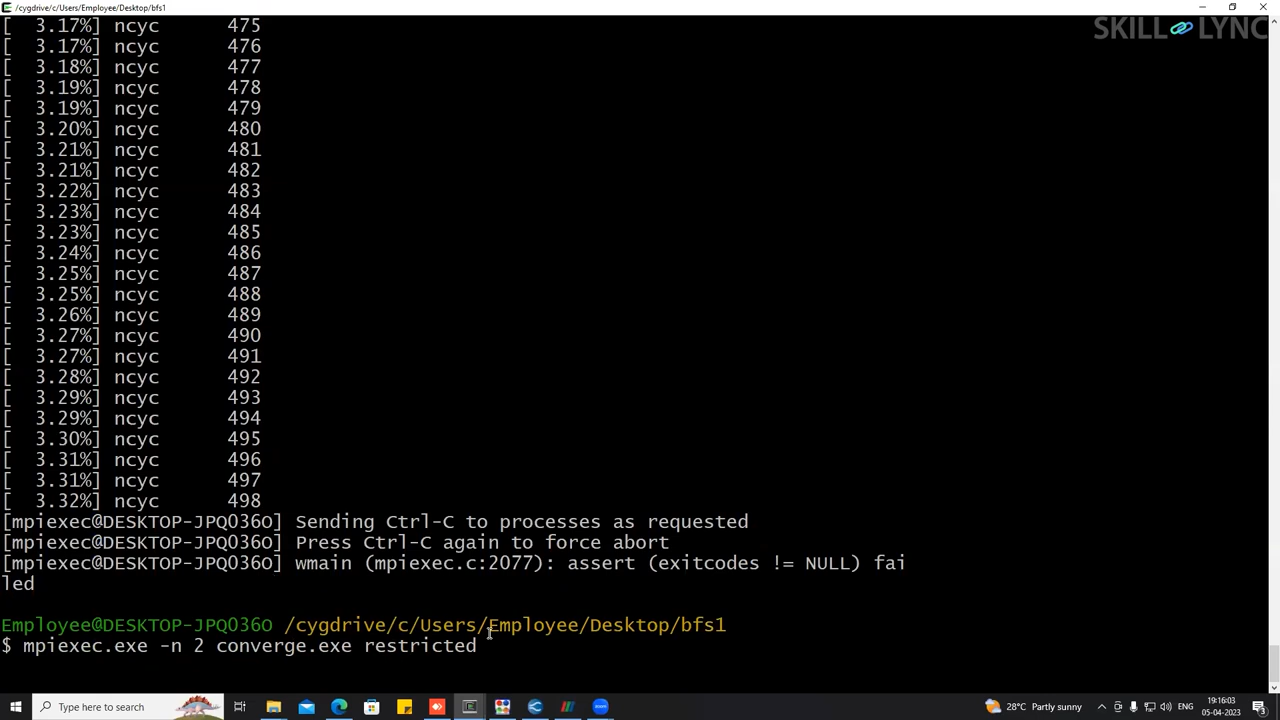 /cygdrive/c/Users/Employee/Desktop/bfs1
SKILL LYNC
[  3.17%] ncyc      475
[  3.17%] ncyc      476
[  3.18%] ncyc      477
[  3.19%] ncyc      478
[  3.19%] ncyc      479
[  3.20%] ncyc      480
[  3.21%] ncyc      481
[  3.21%] ncyc      482
[  3.22%] ncyc      483
[  3.23%] ncyc      484
[  3.23%] ncyc      485
[  3.24%] ncyc      486
[  3.25%] ncyc      487
[  3.25%] ncyc      488
[  3.26%] ncyc      489
[  3.27%] ncyc      490
[  3.27%] ncyc      491
[  3.28%] ncyc      492
[  3.29%] ncyc      493
[  3.29%] ncyc      494
[  3.30%] ncyc      495
[  3.31%] ncyc      496
[  3.31%] ncyc      497
[  3.32%] ncyc      498
[mpiexec@DESKTOP-JPQO36O] Sending Ctrl-C to processes as requested
[mpiexec@DESKTOP-JPQO36O] Press Ctrl-C again to force abort
[mpiexec@DESKTOP-JPQO36O] wmain (mpiexec.c:2077): assert (exitcodes != NULL) fai
led
Employee@DESKTOP-JPQO36O /cygdrive/c/Users/Employee/Desktop/bfs1
$ mpiexec.exe -n 2 converge.exe restricted
Type here to search
28°C Partly sunny
19:16:03
05-04-2023